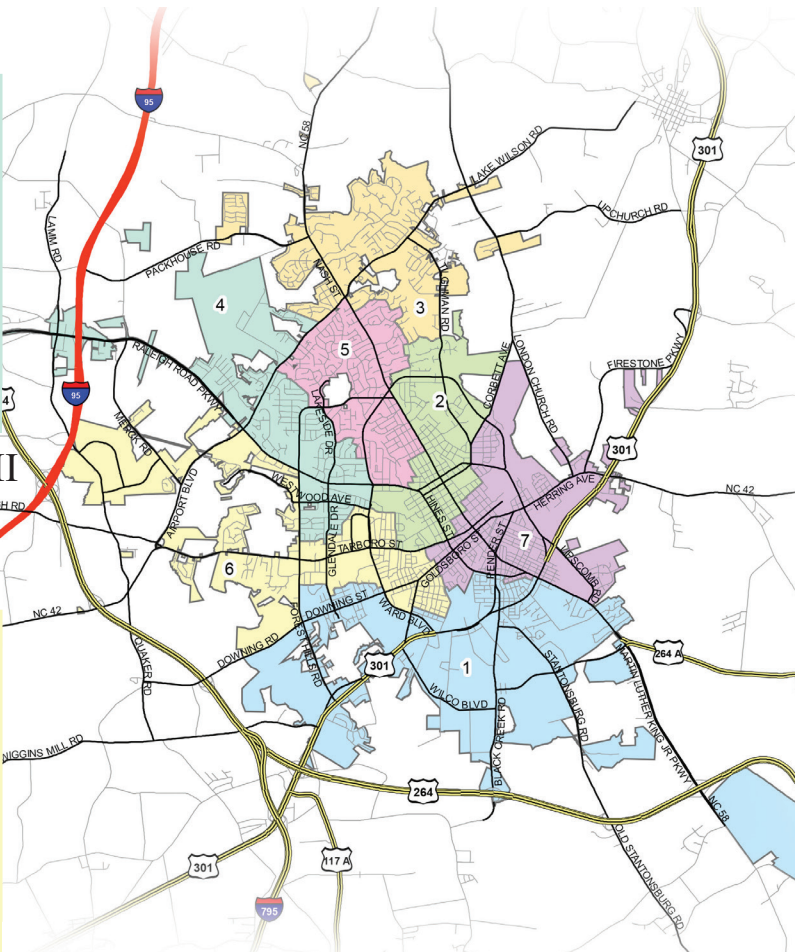 95
NC 58
LAKE WILSON RD
301
LAMM RD
UPCHURCH RD
PACKHOUSE RD
NASH ST
TILGHMAN RD
4
3
5
RALEIGH ROAD PKWY
CORBETT AVE
LONDON CHURCH RD
FIRESTONE PKWY
95
4
2
LAKESIDE DR
MERCK RD
301
II
WESTWOOD AVE
HERRING AVE
NC 42
H RD
AIRPORT BLVD
HINES ST
GLENDALE DR
TARBORO ST
GOLDSBORO ST
PENDER ST
7
LIPSCOMB RD
6
NC 42
DOWNING ST
WARD BLVD
FOREST HILLS RD
DOWNING RD
QUAKER RD
301
1
264 A
STANTONSBURG RD
MARTIN LUTHER KING JR PKWY
WILCO BLVD
BLACK CREEK RD
WIGGINS MILL RD
264
NC 58
OLD STANTONSBURG RD
301
117 A
795